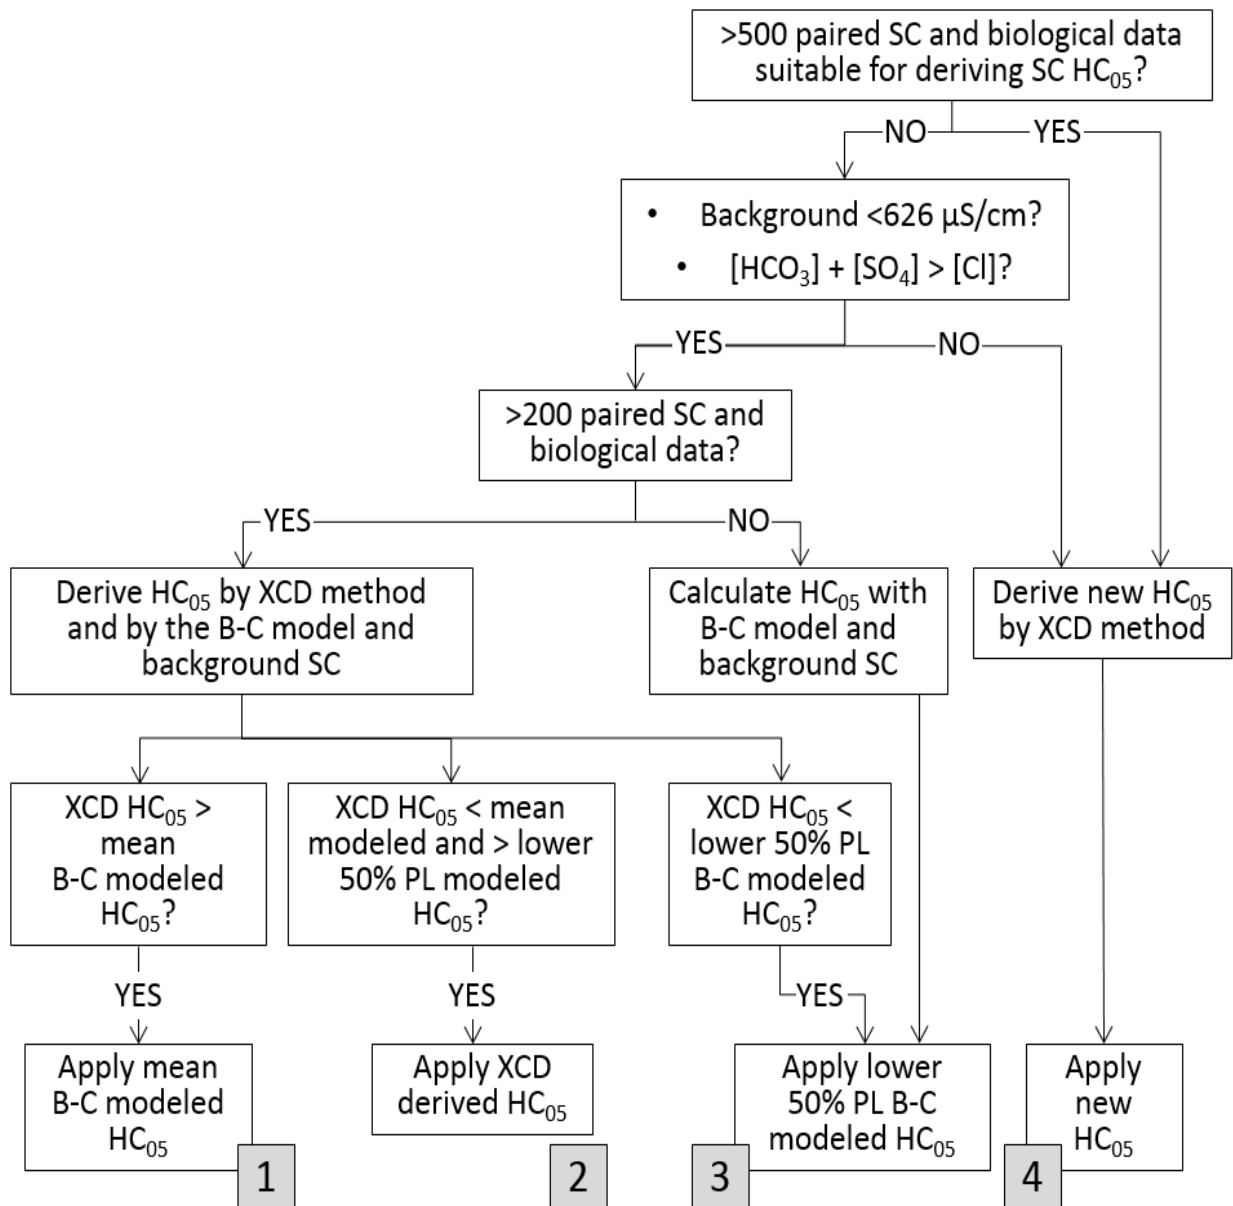 >500 paired SC and biological data
suitable for deriving SC HC₀₅?
NO
YES
• Background <626 µS/cm?
• [HCO₃] + [SO₄] > [Cl]?
YES
NO
>200 paired SC and
biological data?
YES
NO
Derive HC₀₅ by XCD method
and by the B-C model and
background SC
Calculate HC₀₅ with
B-C model and
background SC
Derive new HC₀₅
by XCD method
XCD HC₀₅ >
mean
B-C modeled
HC₀₅?
XCD HC₀₅ < mean
modeled and > lower
50% PL modeled
HC₀₅?
XCD HC₀₅ <
lower 50% PL
B-C modeled
HC₀₅?
YES
YES
YES
Apply mean
B-C modeled
HC₀₅
1
Apply XCD
derived HC₀₅
2
Apply lower
50% PL B-C
modeled HC₀₅
3
Apply
new
HC₀₅
4